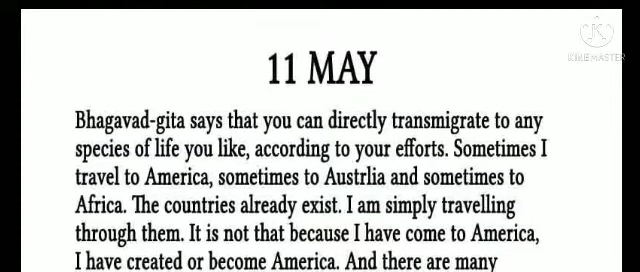 11 MAY
KINEMASTER
Bhagavad-gita says that you can directly transmigrate to any
species of life you like, according to your efforts. Sometimes I
travel to America, sometimes to Austrlia and sometimes to
Africa. The countries already exist. I am simply travelling
through them. It is not that because I have come to America,
I have created or become America. And there are many